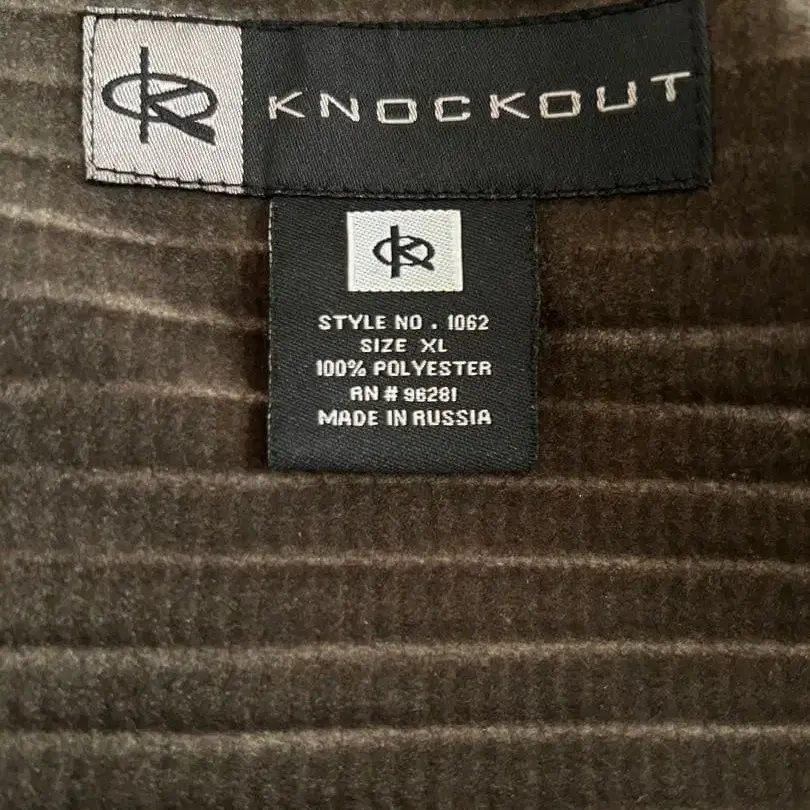 KNOCKOUT
STYLE NO . 1062
SIZE XL
100% POLYESTER
RN # 96281
MADE IN RUSSIA